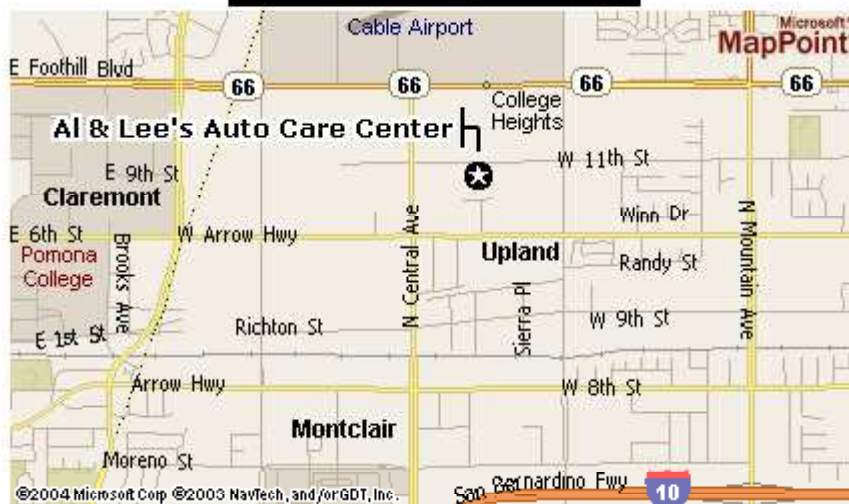 Microsoft®
Cable Airport
MapPoint
E Foothill Blvd
66
66
66
66
College
Heights
Al & Lee's Auto Care Center
W 11th St
E 9th St
Claremont
Winn Dr
E 6th St
W Arrow Hwy
N Central Ave
N Mountain Ave
Pomona
College
Brooks Ave
Upland
Randy St
Sierra Pl
E 1st St
Richton St
W 9th St
Arrow Hwy
W 8th St
Montclair
Moreno St
San Bernardino Fwy
10
©2004 Microsoft Corp ©2003 NavTech, and/or GDT, Inc.